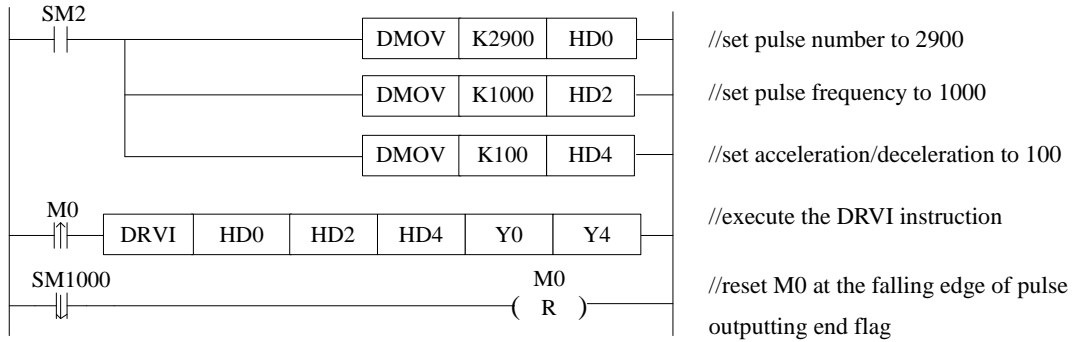 SM2
DMOV K2900 HD0 //set pulse number to 2900
DMOV K1000 HD2 //set pulse frequency to 1000
DMOV K100 HD4 //set acceleration/deceleration to 100
M0 //execute the DRVI instruction
DRVI HD0 HD2 HD4 Y0 Y4
SM1000 M0
( R ) //reset M0 at the falling edge of pulse
outputting end flag